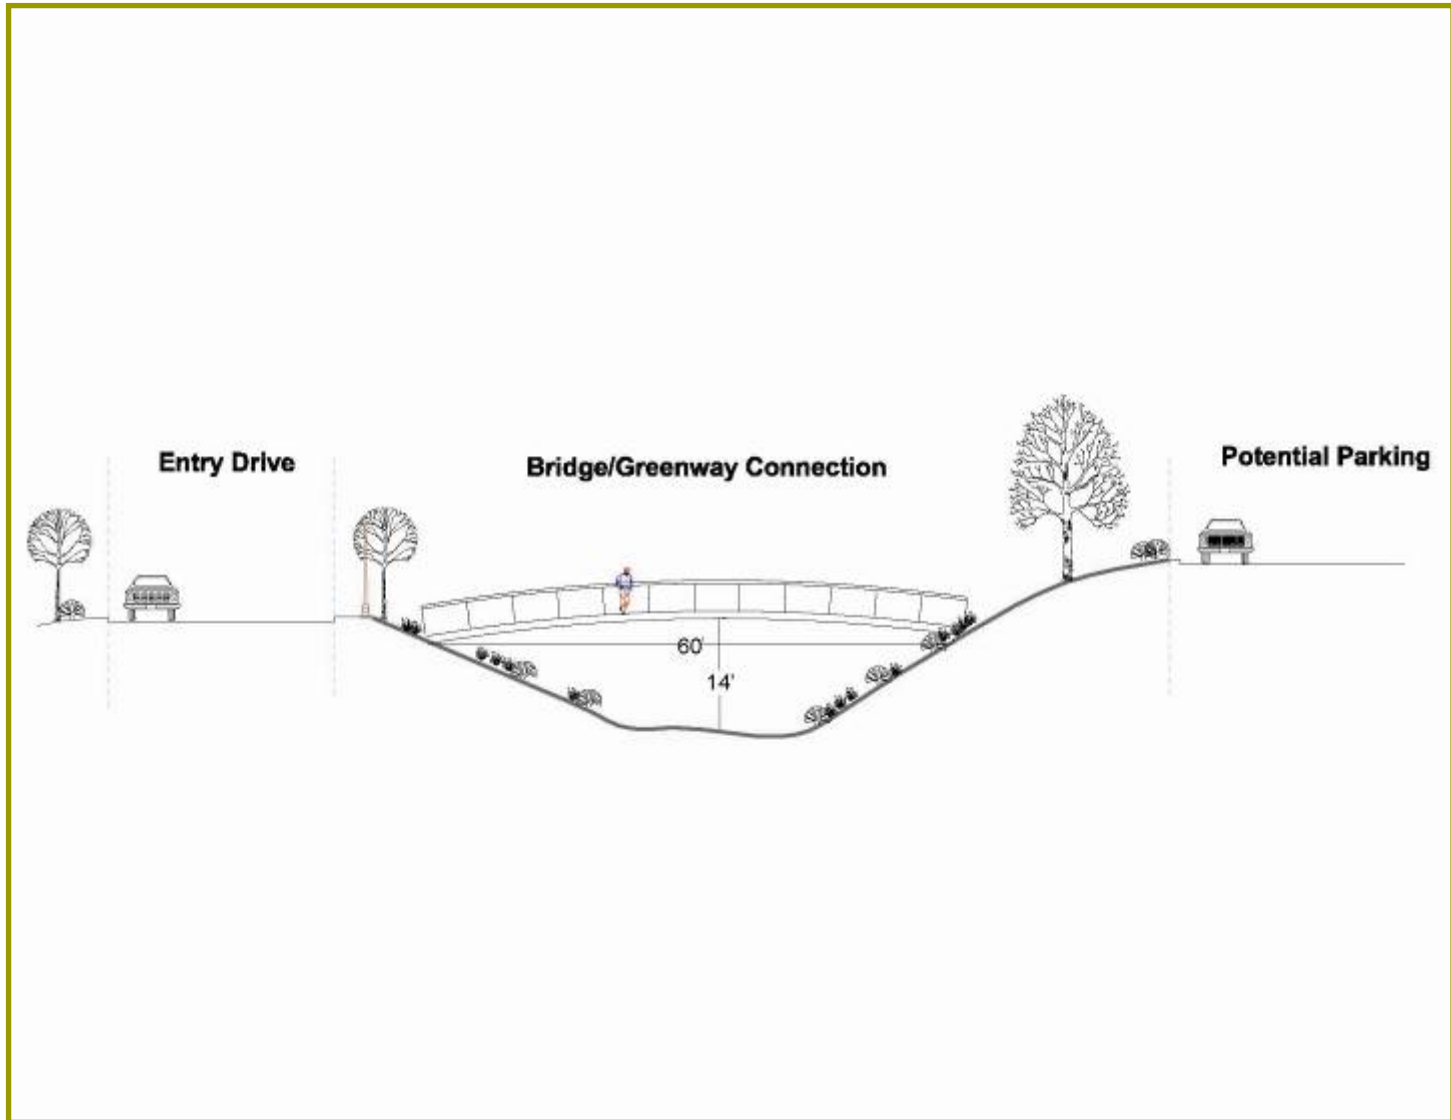 Entry Drive
Bridge/Greenway Connection
Potential Parking
60'
14'